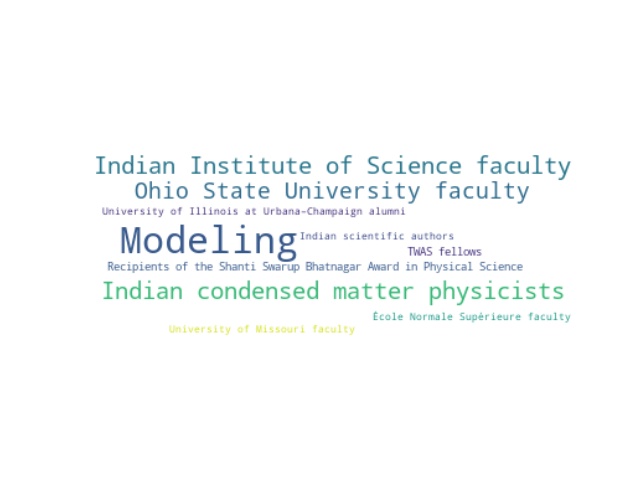 Indian Institute of Science faculty
Ohio State University faculty
University of Illinois at Urbana–Champaign alumni
Modeling
Indian scientific authors
TWAS fellows
Recipients of the Shanti Swarup Bhatnagar Award in Physical Science
Indian condensed matter physicists
École Normale Supérieure faculty
University of Missouri faculty